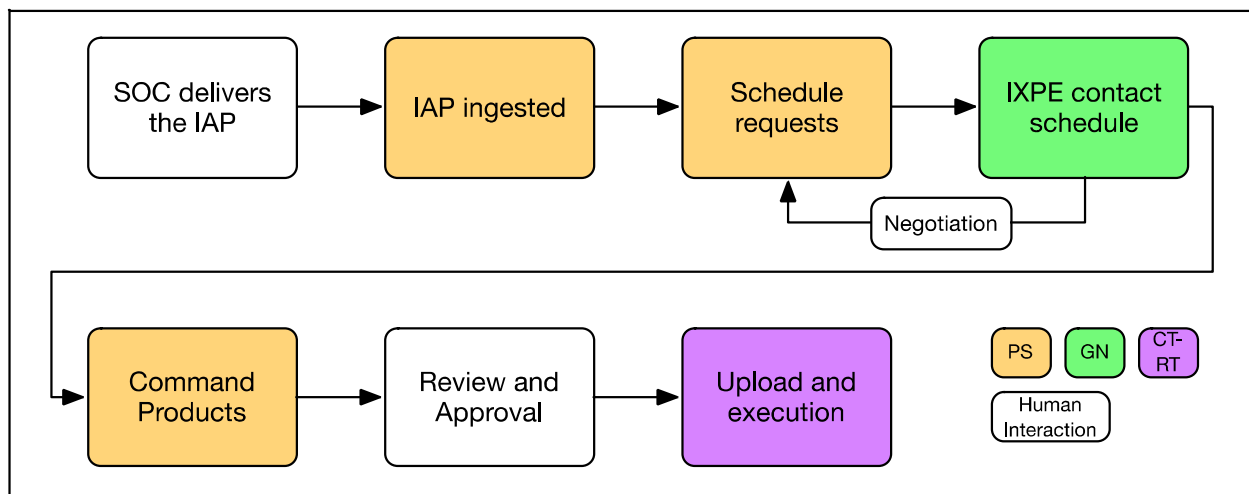 SOC delivers
the IAP
IAP ingested
Schedule
requests
IXPE contact
schedule
Negotiation
Command
Products
Review and
Approval
Upload and
execution
PS
GN
CT-
RT
Human
Interaction